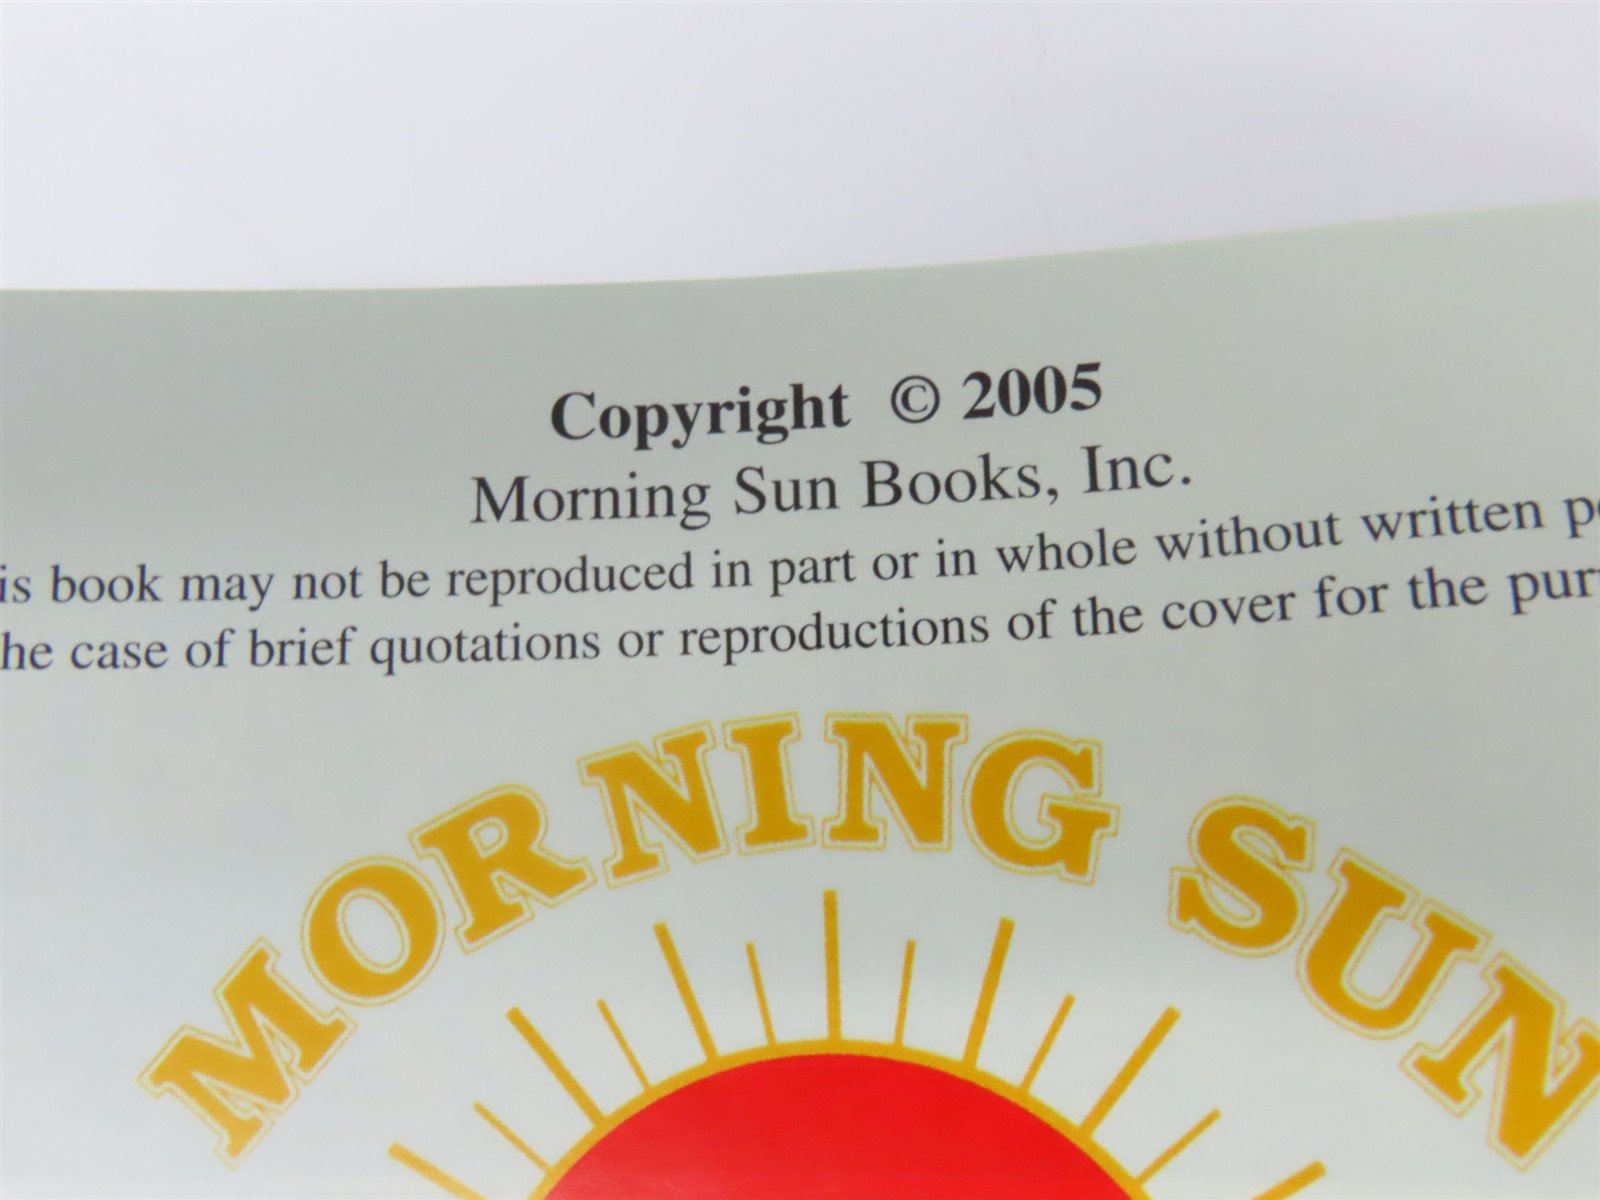 Copyright © 2005
Morning Sun Books, Inc.
is book may not be reproduced in part or in whole without written
he case of brief quotations or reproductions of the cover for the
MORNING SUN